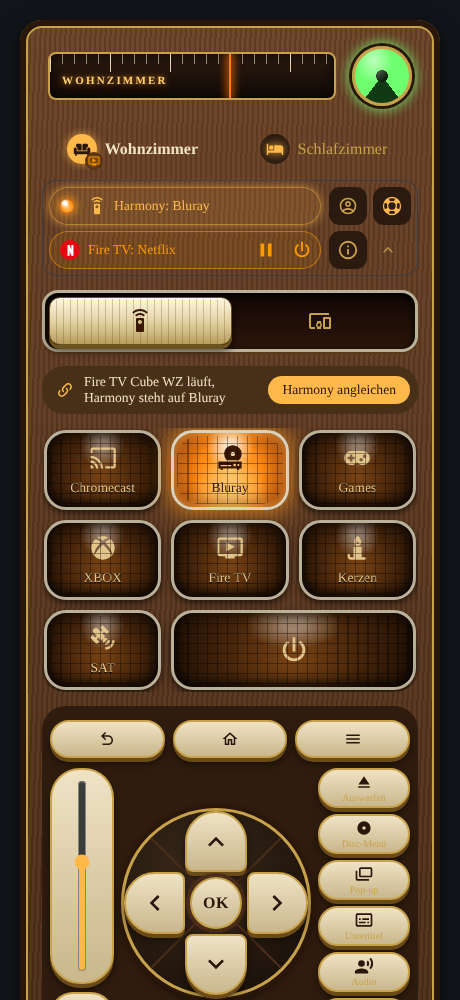 WOHNZIMMER
Wohnzimmer
Schlafzimmer
Harmony: Bluray
N
Fire TV: Netflix
Fire TV Cube WZ läuft,
Harmony steht auf Bluray
Harmony angleichen
Chromecast
Bluray
Games
XBOX
Fire TV
Kerzen
SAT
Auswerfen
Disc-Menü
Pop-up
Untertitel
OK
Audio